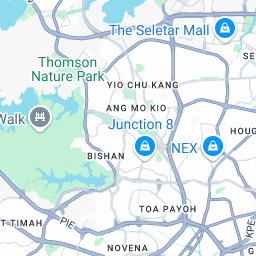 The Seletar Mall
Thomson
Nature Park
SE
YIO CHU KANG
ANG MO KIO
Walk
Junction 8
HOUG
NEX
BISHAN
TOA PAYOH
T TIMAH
PIE
KPE
NOVENA